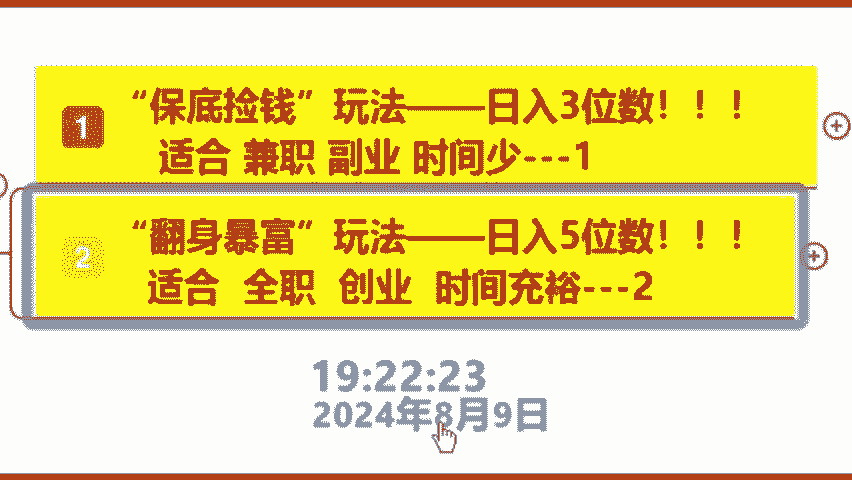 1
“保底捡钱”玩法——日入3位数！！！
适合 兼职 副业 时间少---1
2
“翻身暴富”玩法——日入5位数！！！
适合 全职 创业 时间充裕---2
19:22:23
2024年8月9日